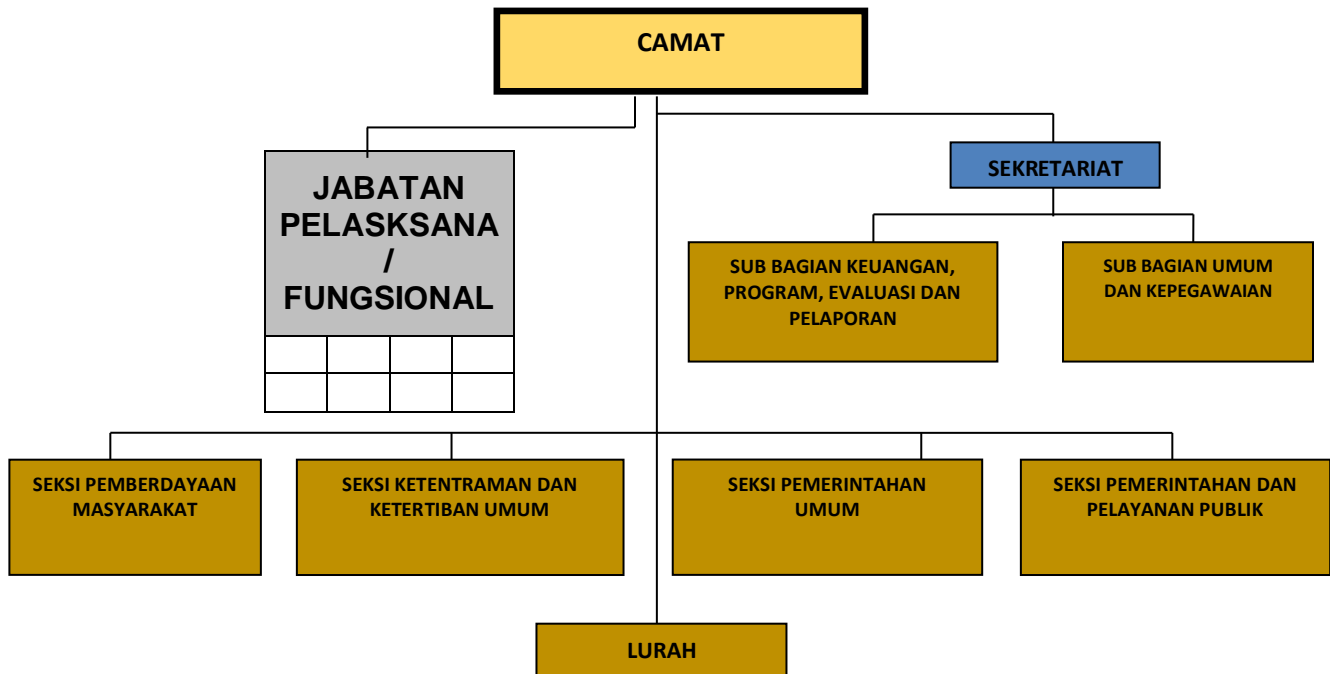 CAMAT
JABATAN
PELASKSANA
/
FUNGSIONAL
SEKRETARIAT
SUB BAGIAN KEUANGAN,
PROGRAM, EVALUASI DAN
PELAPORAN
SUB BAGIAN UMUM
DAN KEPEGAWAIAN
SEKSI PEMBERDAYAAN
MASYARAKAT
SEKSI KETENTRAMAN DAN
KETERTIBAN UMUM
SEKSI PEMERINTAHAN
UMUM
SEKSI PEMERINTAHAN DAN
PELAYANAN PUBLIK
LURAH